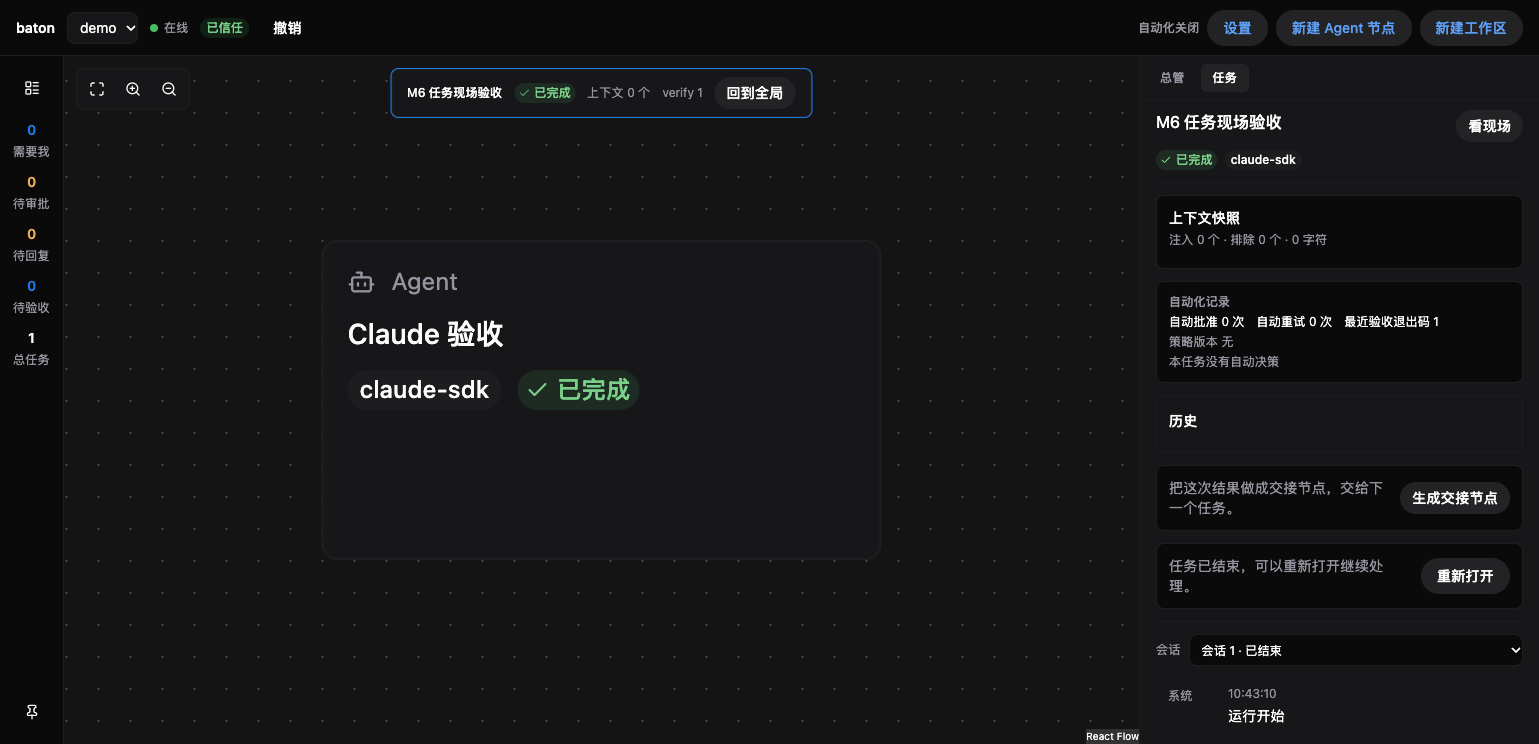 baton
demo
在线
已信任
撤销
自动化关闭
设置
新建 Agent 节点
新建工作区
0
需要我
0
待审批
0
待回复
0
待验收
1
总任务
M6 任务现场验收
已完成
上下文 0 个
verify 1
回到全局
Agent
Claude 验收
claude-sdk
已完成
React Flow
总管
任务
M6 任务现场验收
看现场
已完成
claude-sdk
上下文快照
注入 0 个 · 排除 0 个 · 0 字符
自动化记录
自动批准 0 次 自动重试 0 次 最近验收退出码 1
策略版本 无
本任务没有自动决策
历史
把这次结果做成交接节点，交给下
一个任务。
生成交接节点
任务已结束，可以重新打开继续处
理。
重新打开
会话
会话 1 · 已结束
系统
10:43:10
运行开始